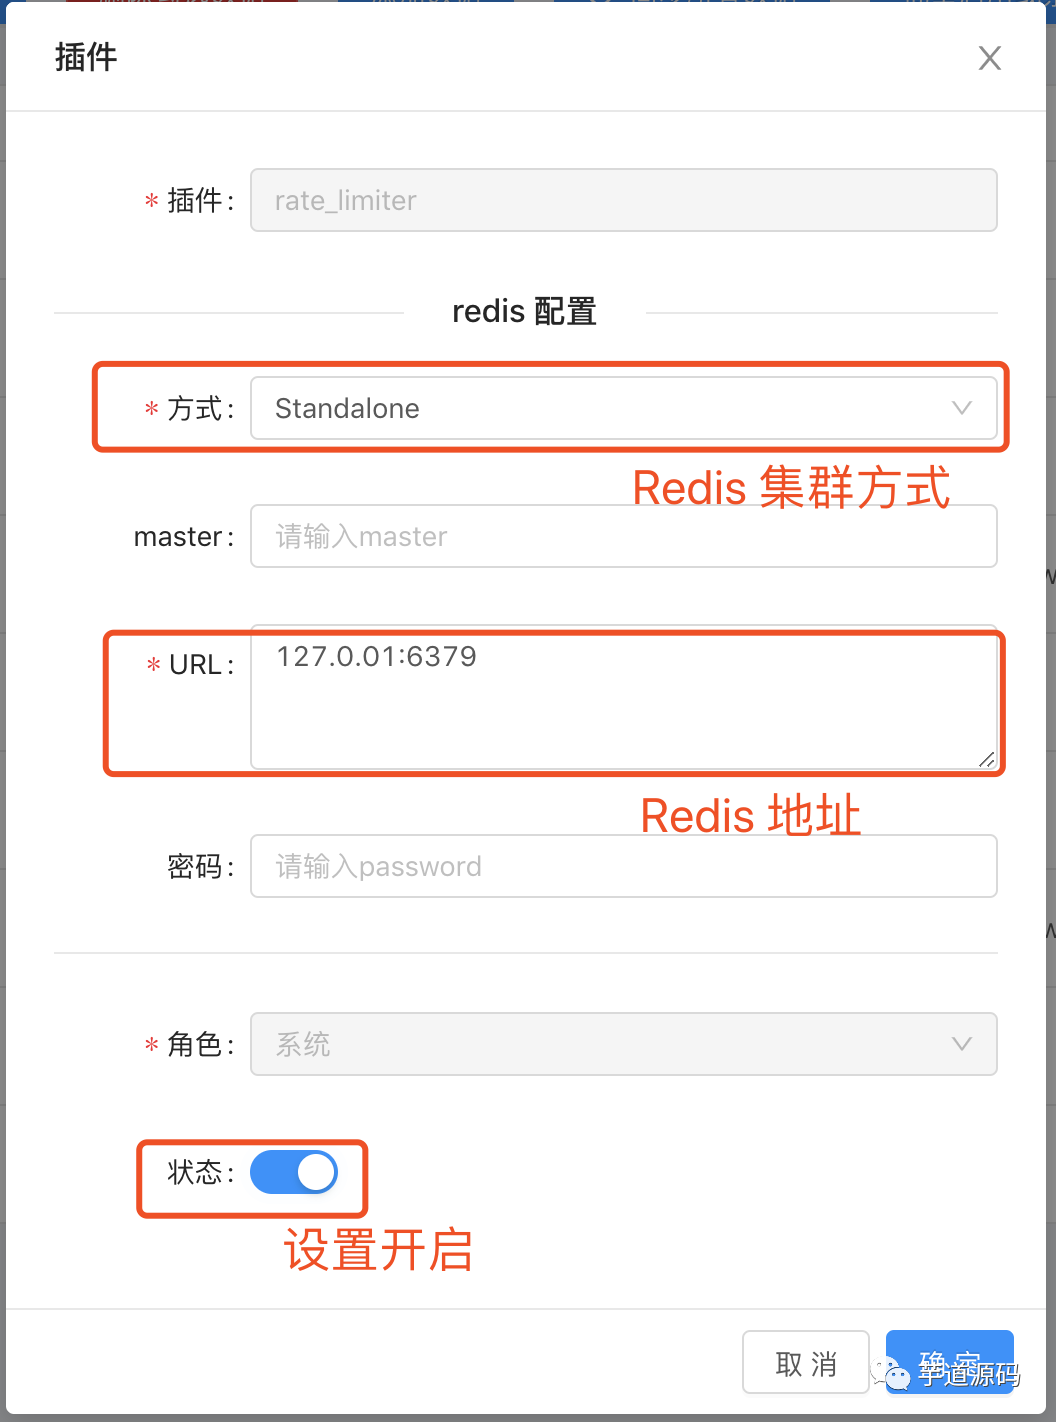 插件
* 插件:
rate_limiter
redis 配置
* 方式:
Standalone
Redis 集群方式
master:
请输入master
* URL:
127.0.01:6379
Redis 地址
密码:
请输入password
* 角色:
系统
状态:
设置开启
取 消
确 定
芋道源码